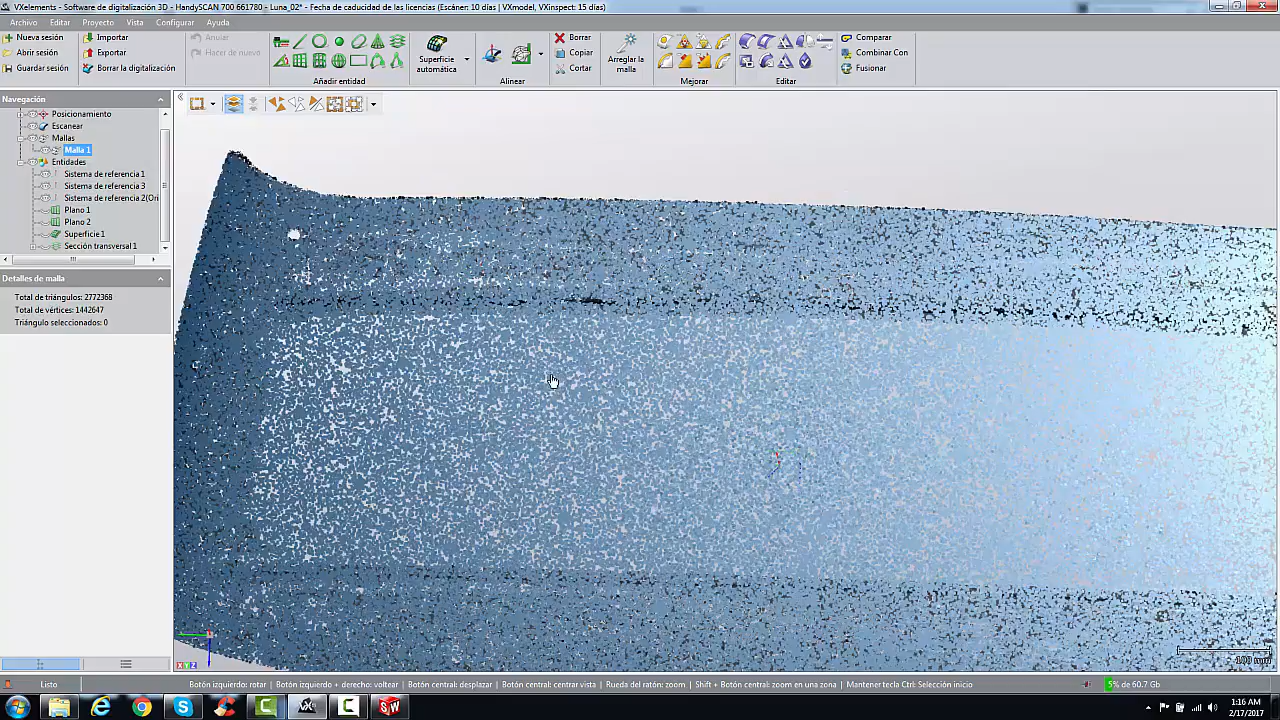 VXelements - Software de digitalización 3D - HandySCAN 700 661780 - Luna_02* - Fecha de caducidad de las licencias (Escáner: 10 días | VXmodel, VXinspect: 15 días)
Archivo Editar Proyecto Vista Configurar Ayuda
Nueva sesión Importar Anular Borrar Comparar
Abrir sesión Exportar Hacer de nuevo Copiar Combinar Con
Guardar sesión Borrar la digitalización Superficie automática Cortar Arreglar la malla Fusionar
Añadir entidad Alinear Mejorar Editar
Navegación
Posicionamiento
Escanear
Mallas
Malla 1
Entidades
Sistema de referencia 1
Sistema de referencia 3
Sistema de referencia 2(Ori
Plano 1
Plano 2
Superficie 1
Sección transversal 1
Detalles de malla
Total de triángulos: 2772368
Total de vértices: 1442647
Triángulo seleccionados: 0
100 mm
X Y Z
Listo Botón izquierdo: rotar | Botón izquierdo + derecho: voltear | Botón central: desplazar | Botón central: centrar vista | Rueda del ratón: zoom | Shift + Botón central: zoom en una zona | Mantener tecla Ctrl: Selección inicio 5% de 60.7 Gb
1:16 AM
2/17/2017